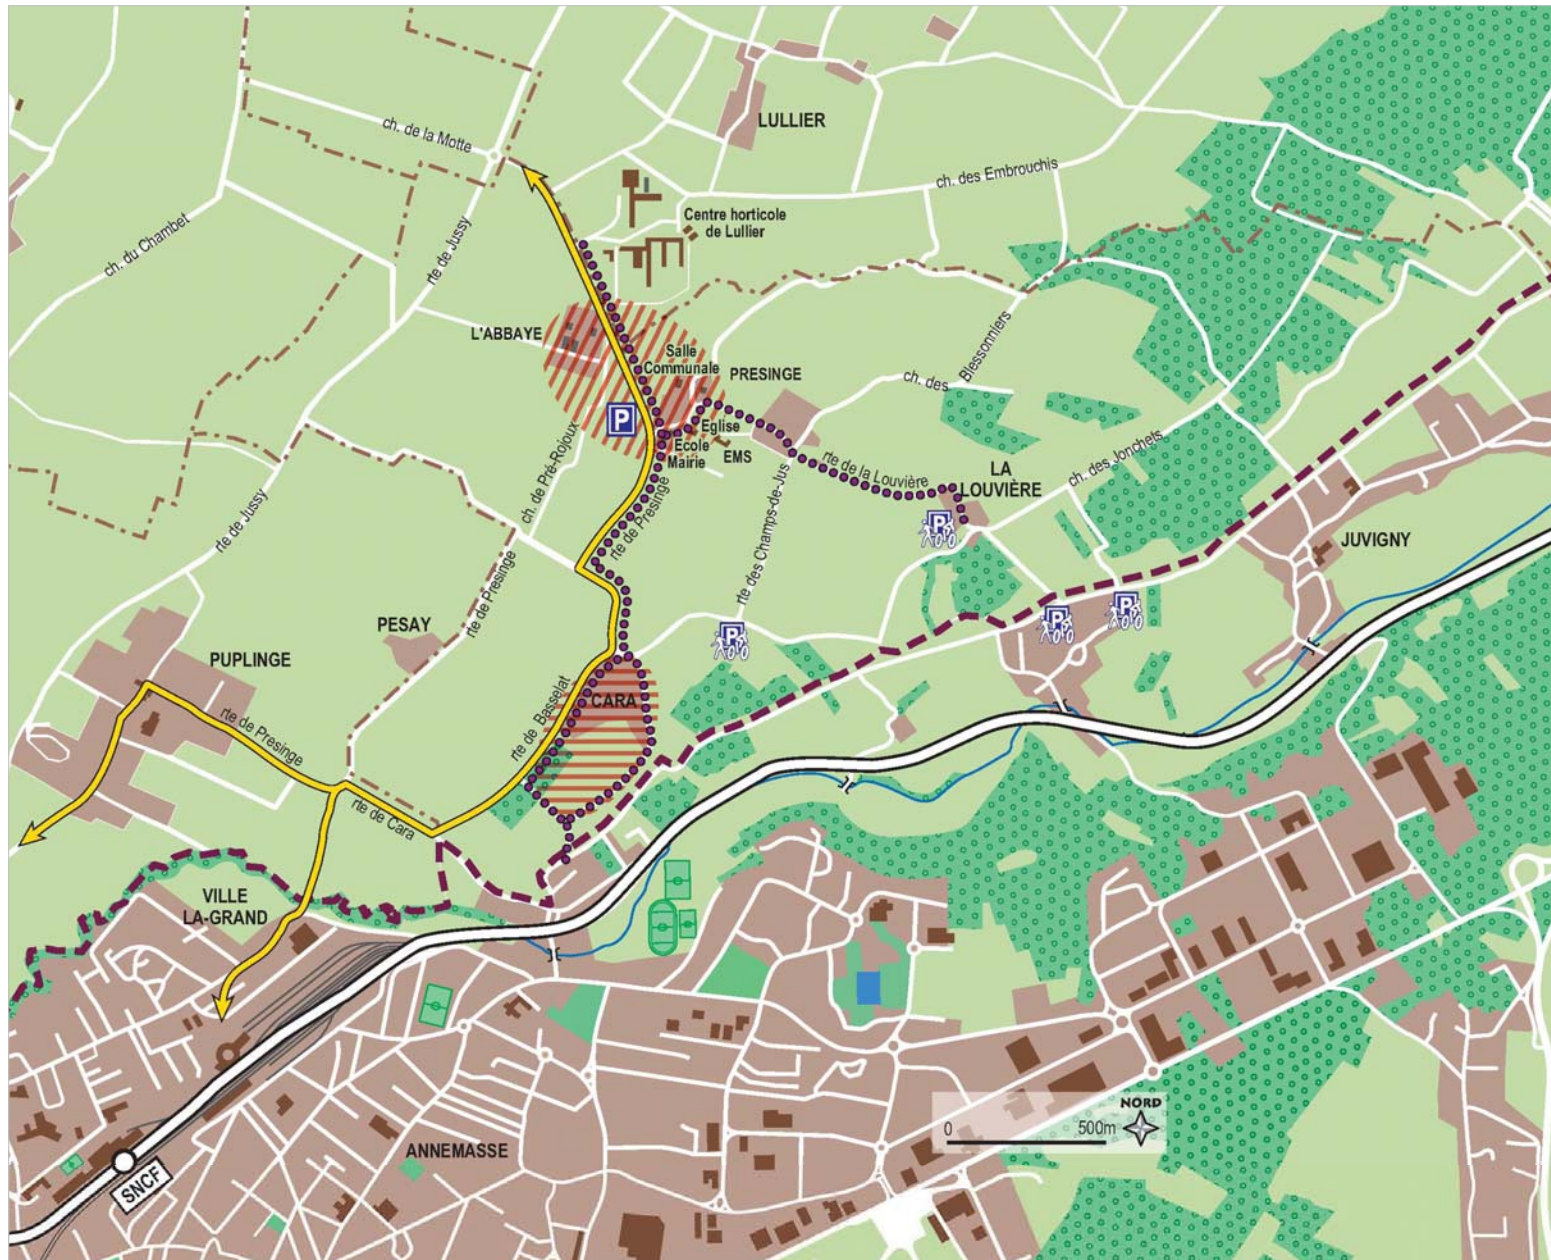 LULLIER
ch. de la Motte
ch. des Embrouchis
Centre horticole
de Lullier
ch. du Chambet
rte de Jussy
L'ABBAYE
Salle
Communale
PRESINGE
ch. des
Blessonniers
P
Eglise
Ecole
Mairie
EMS
ch. de Pré-Rojoux
rte de la Louvière
LA
LOUVIÈRE
ch. des Jonchets
rte de Jussy
rte de Presinge
rte de Presinge
rte des Champs-de-Jus
P
JUVIGNY
P
P
P
PESAY
PUPLINGE
CARA
rte de Presinge
rte de Basselat
rte de Cara
VILLE
LA-GRAND
NORD
0
500m
ANNEMASSE
SNCF